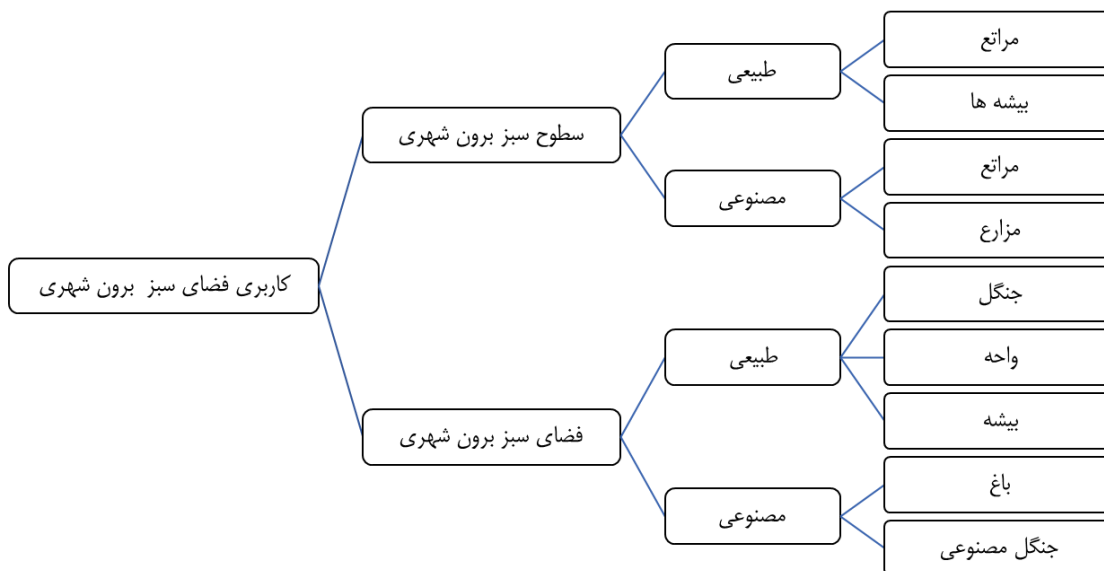 کاربری فضای سبز  برون شهری
سطوح سبز برون شهری
طبیعی
مراتع
بیشه ها
مصنوعی
مراتع
مزارع
فضای سبز برون شهری
طبیعی
جنگل
واحه
بیشه
مصنوعی
باغ
جنگل مصنوعی